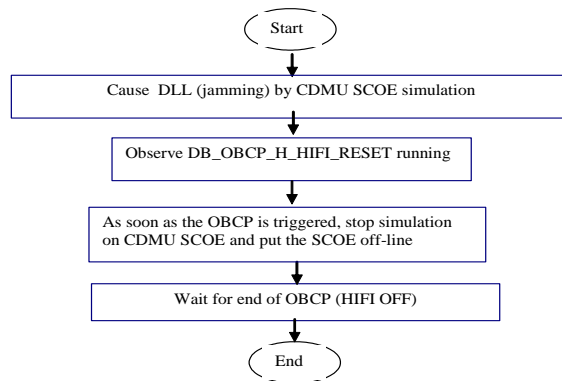 Start
Cause DLL (jamming) by CDMU SCOE simulation
Observe DB_OBCP_H_HIFI_RESET running
As soon as the OBCP is triggered, stop simulation
on CDMU SCOE and put the SCOE off-line
Wait for end of OBCP (HIFI OFF)
End